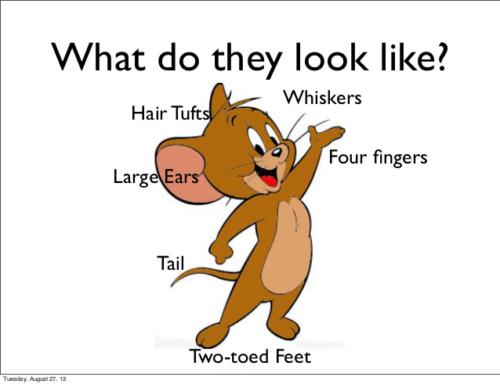 What do they look like?
Whiskers
Hair Tufts
Four fingers
Large Ears
Tail
Two-toed Feet
Tuesday, August 27, 13